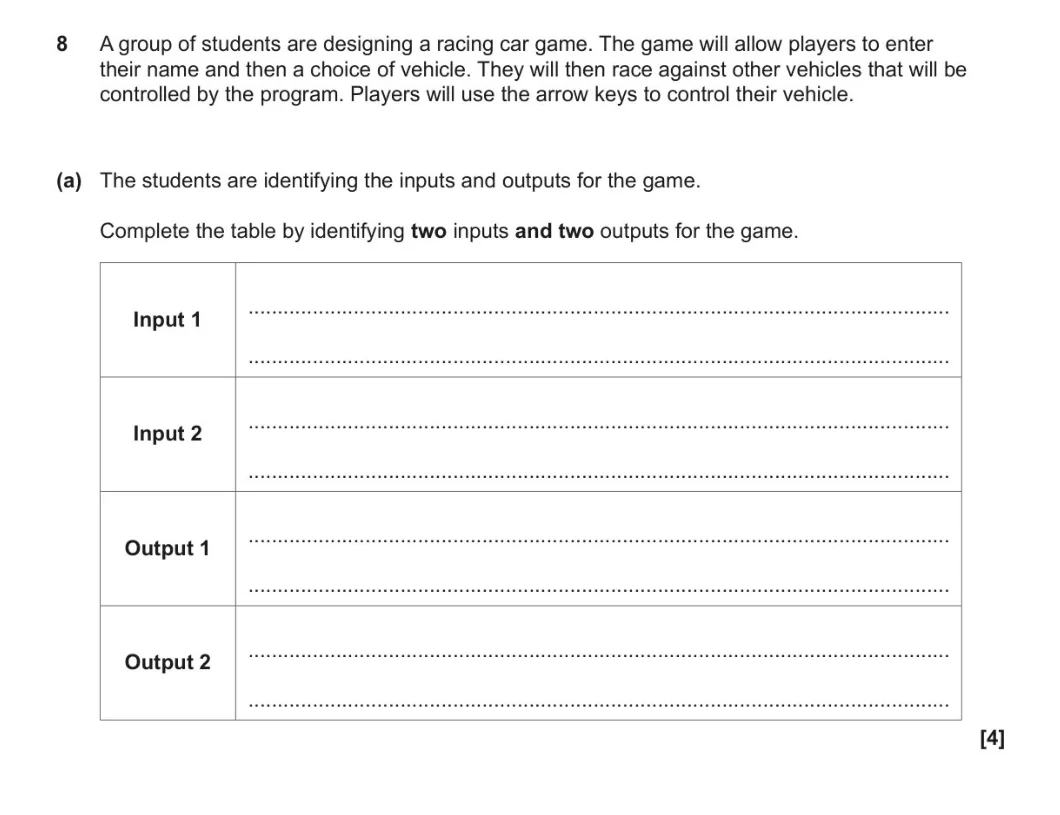 8 A group of students are designing a racing car game. The game will allow players to enter
their name and then a choice of vehicle. They will then race against other vehicles that will be
controlled by the program. Players will use the arrow keys to control their vehicle.
(a) The students are identifying the inputs and outputs for the game.
Complete the table by identifying two inputs and two outputs for the game.
Input 1
Input 2
Output 1
Output 2
[4]